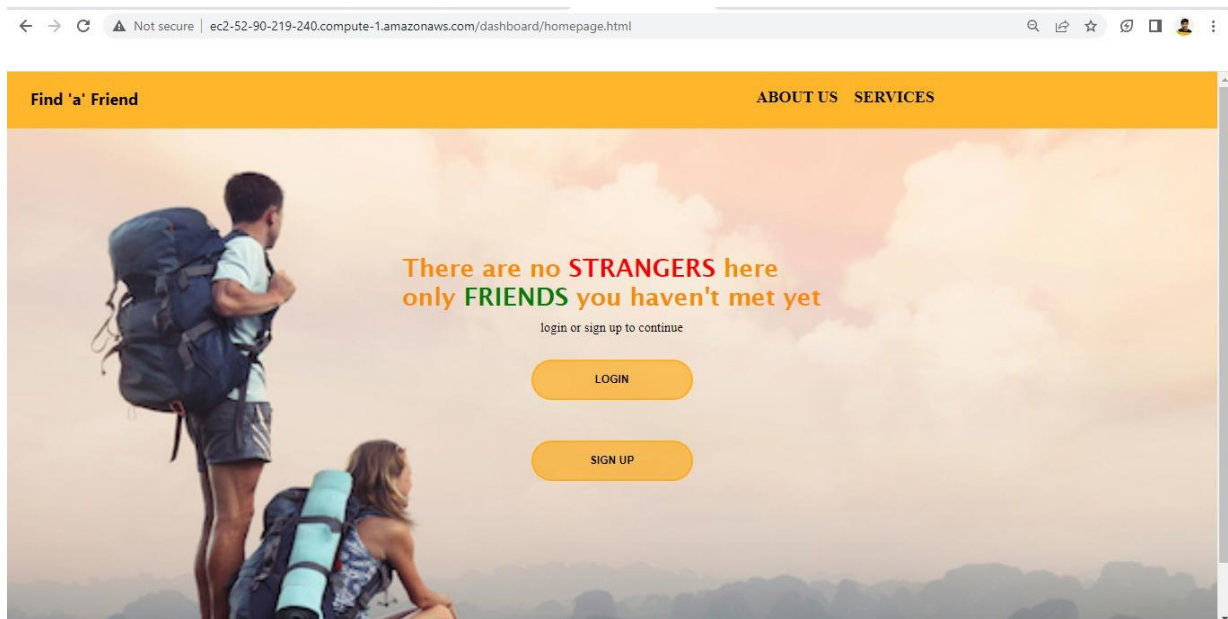 Not secure | ec2-52-90-219-240.compute-1.amazonaws.com/dashboard/homepage.html
Find 'a' Friend
ABOUT US SERVICES
There are no STRANGERS here
only FRIENDS you haven't met yet
login or sign up to continue
LOGIN
SIGN UP